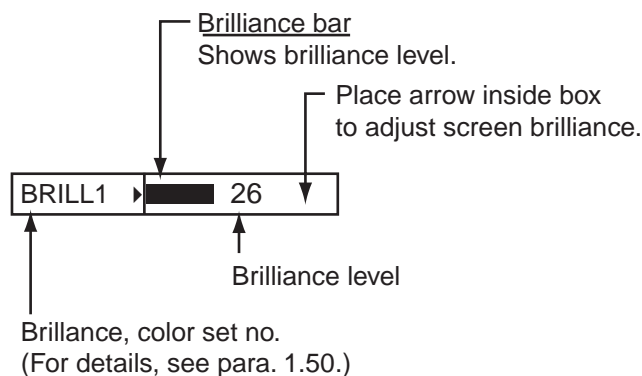 Brilliance bar
Shows brilliance level.
Place arrow inside box
to adjust screen brilliance.
BRILL1
26
Brilliance level
Brillance, color set no.
(For details, see para. 1.50.)